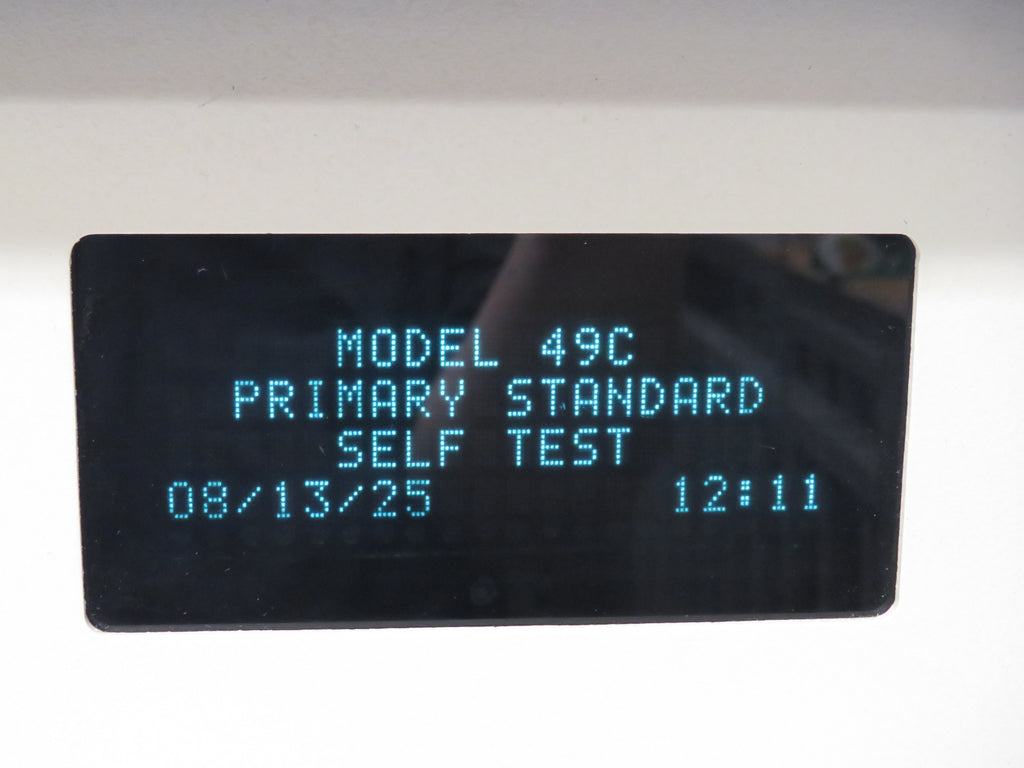 MODEL 49C
PRIMARY STANDARD
SELF TEST
08/13/25 12:11